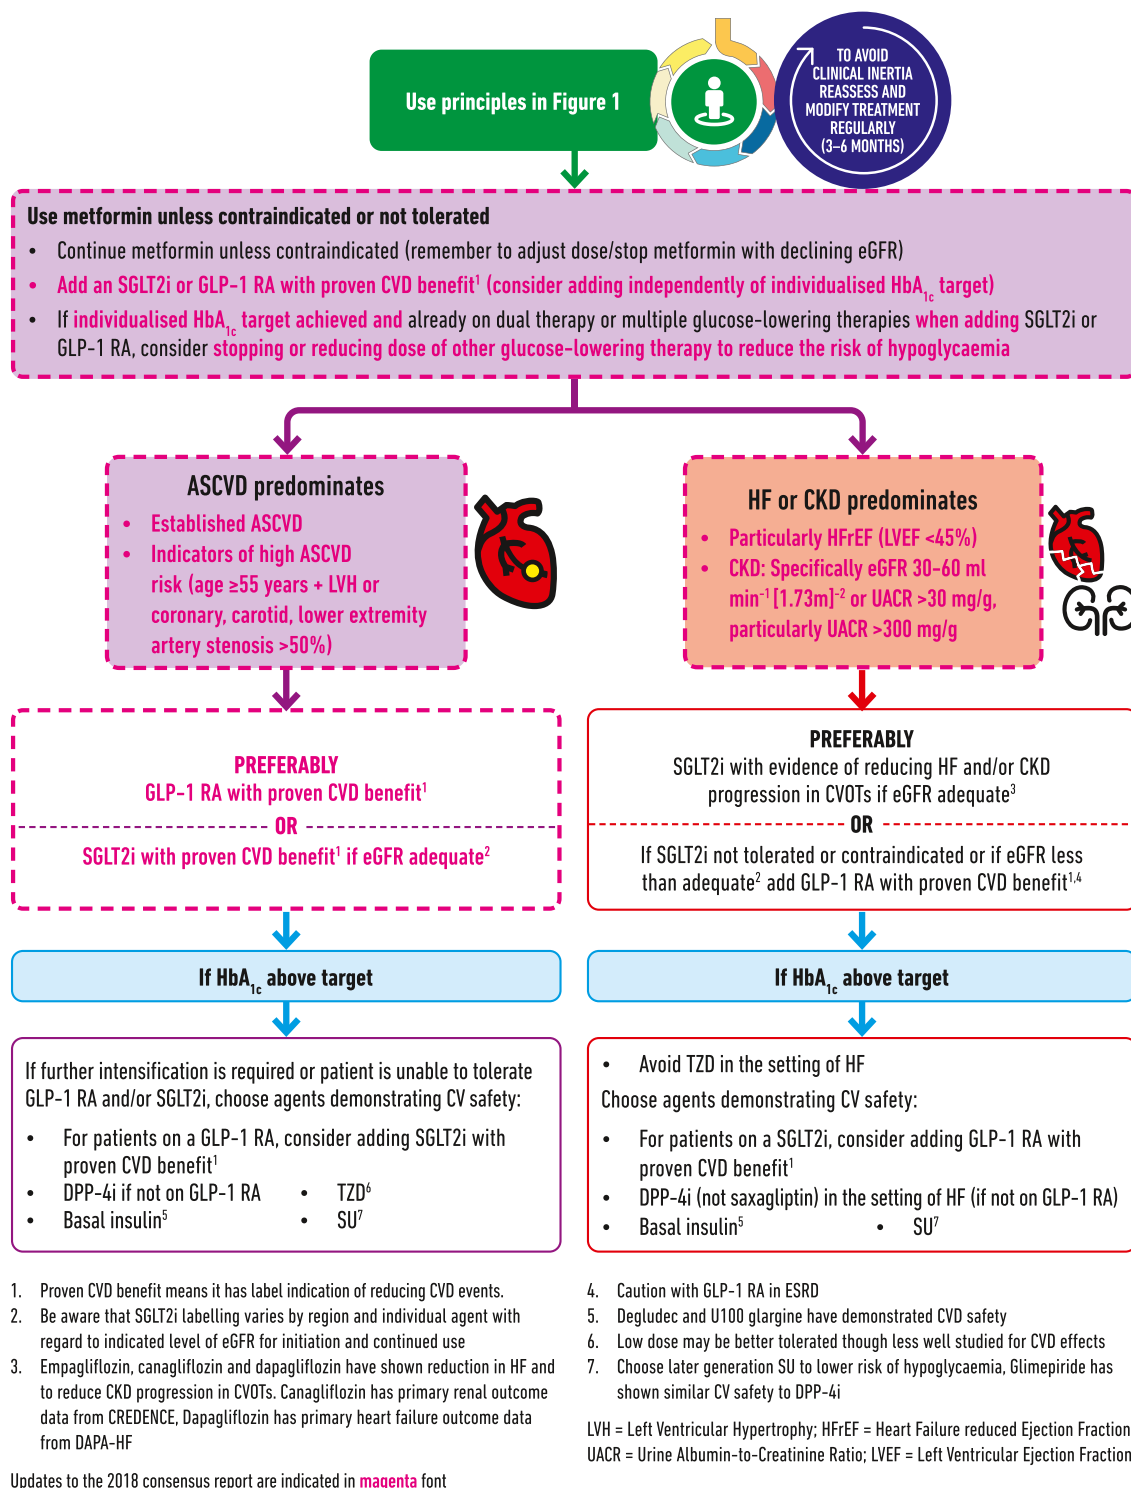 Use principles in Figure 1
TO AVOID
CLINICAL INERTIA
REASSESS AND
MODIFY TREATMENT
REGULARLY
(3–6 MONTHS)
Use metformin unless contraindicated or not tolerated
• Continue metformin unless contraindicated (remember to adjust dose/stop metformin with declining eGFR)
• Add an SGLT2i or GLP-1 RA with proven CVD benefit¹ (consider adding independently of individualised HbA1c target)
• If individualised HbA1c target achieved and already on dual therapy or multiple glucose-lowering therapies when adding SGLT2i or
GLP-1 RA, consider stopping or reducing dose of other glucose-lowering therapy to reduce the risk of hypoglycaemia
ASCVD predominates
• Established ASCVD
• Indicators of high ASCVD
risk (age ≥55 years + LVH or
coronary, carotid, lower extremity
artery stenosis >50%)
HF or CKD predominates
• Particularly HFrEF (LVEF <45%)
• CKD: Specifically eGFR 30-60 ml
min⁻¹ [1.73m]⁻² or UACR >30 mg/g,
particularly UACR >300 mg/g
PREFERABLY
GLP-1 RA with proven CVD benefit¹
OR
SGLT2i with proven CVD benefit¹ if eGFR adequate²
PREFERABLY
SGLT2i with evidence of reducing HF and/or CKD
progression in CVOTs if eGFR adequate³
OR
If SGLT2i not tolerated or contraindicated or if eGFR less
than adequate² add GLP-1 RA with proven CVD benefit¹,⁴
If HbA1c above target
If HbA1c above target
If further intensification is required or patient is unable to tolerate
GLP-1 RA and/or SGLT2i, choose agents demonstrating CV safety:
• For patients on a GLP-1 RA, consider adding SGLT2i with
proven CVD benefit¹
• DPP-4i if not on GLP-1 RA • TZD⁶
• Basal insulin⁵ • SU⁷
• Avoid TZD in the setting of HF
Choose agents demonstrating CV safety:
• For patients on a SGLT2i, consider adding GLP-1 RA with
proven CVD benefit¹
• DPP-4i (not saxagliptin) in the setting of HF (if not on GLP-1 RA)
• Basal insulin⁵ • SU⁷
1. Proven CVD benefit means it has label indication of reducing CVD events.
2. Be aware that SGLT2i labelling varies by region and individual agent with
regard to indicated level of eGFR for initiation and continued use
3. Empagliflozin, canagliflozin and dapagliflozin have shown reduction in HF and
to reduce CKD progression in CVOTs. Canagliflozin has primary renal outcome
data from CREDENCE, Dapagliflozin has primary heart failure outcome data
from DAPA-HF
4. Caution with GLP-1 RA in ESRD
5. Degludec and U100 glargine have demonstrated CVD safety
6. Low dose may be better tolerated though less well studied for CVD effects
7. Choose later generation SU to lower risk of hypoglycaemia, Glimepiride has
shown similar CV safety to DPP-4i
LVH = Left Ventricular Hypertrophy; HFrEF = Heart Failure reduced Ejection Fraction
UACR = Urine Albumin-to-Creatinine Ratio; LVEF = Left Ventricular Ejection Fraction
Updates to the 2018 consensus report are indicated in magenta font